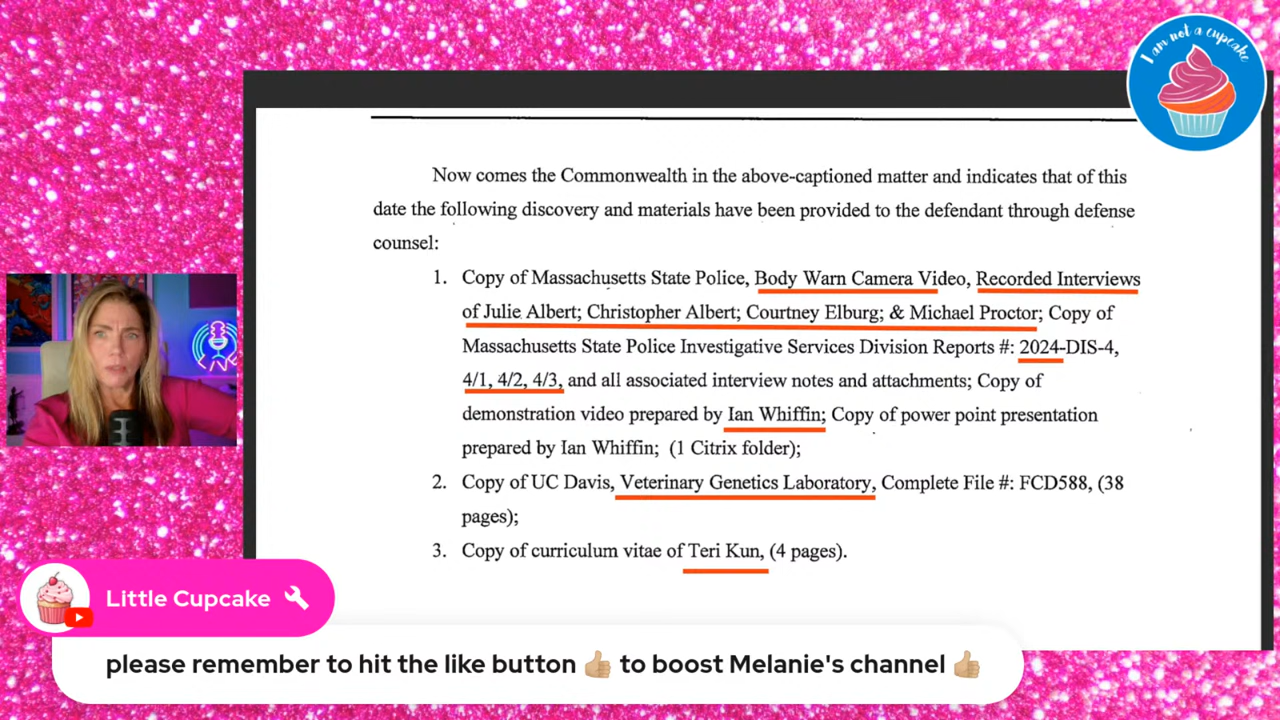 I am not a cupcake
Now comes the Commonwealth in the above-captioned matter and indicates that of this
date the following discovery and materials have been provided to the defendant through defense
counsel:
1. Copy of Massachusetts State Police, Body Warn Camera Video, Recorded Interviews
of Julie Albert; Christopher Albert; Courtney Elburg; & Michael Proctor; Copy of
Massachusetts State Police Investigative Services Division Reports #: 2024-DIS-4,
4/1, 4/2, 4/3, and all associated interview notes and attachments; Copy of
demonstration video prepared by Ian Whiffin; Copy of power point presentation
prepared by Ian Whiffin; (1 Citrix folder);
2. Copy of UC Davis, Veterinary Genetics Laboratory, Complete File #: FCD588, (38
pages);
3. Copy of curriculum vitae of Teri Kun, (4 pages).
Little Cupcake
please remember to hit the like button 👍🏼 to boost Melanie's channel 👍🏼